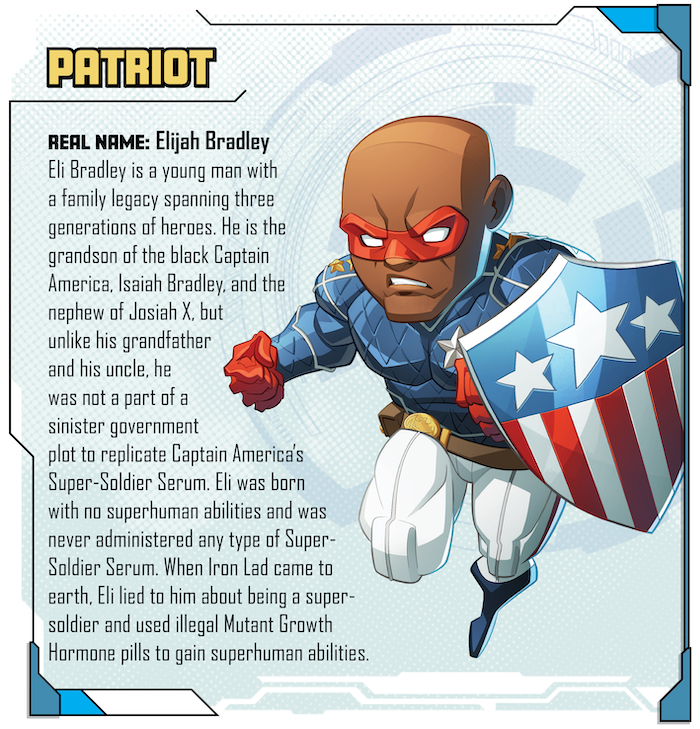 PATRIOT
REAL NAME: Elijah Bradley
Eli Bradley is a young man with
a family legacy spanning three
generations of heroes. He is the
grandson of the black Captain
America, Isaiah Bradley, and the
nephew of Josiah X, but
unlike his grandfather
and his uncle, he
was not a part of a
sinister government
plot to replicate Captain America's
Super-Soldier Serum. Eli was born
with no superhuman abilities and was
never administered any type of Super-
Soldier Serum. When Iron Lad came to
earth, Eli lied to him about being a super-
soldier and used illegal Mutant Growth
Hormone pills to gain superhuman abilities.